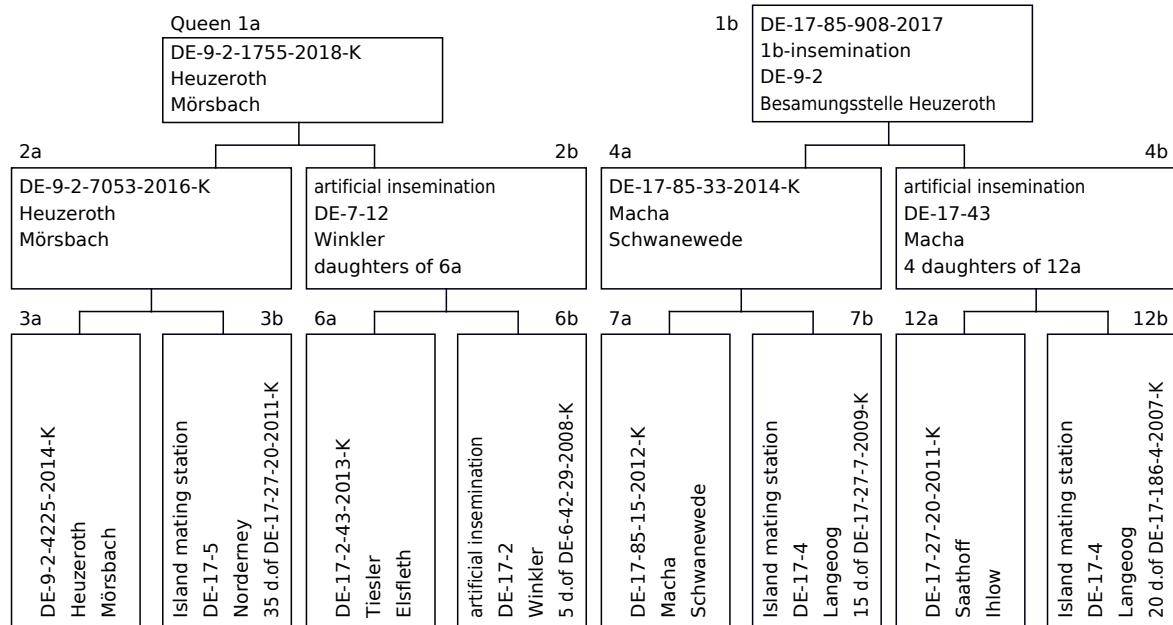 Queen 1a
DE-9-2-1755-2018-K
Heuzeroth
Mörsbach
1b
DE-17-85-908-2017
1b-insemination
DE-9-2
Besamungsstelle Heuzeroth
2a
DE-9-2-7053-2016-K
Heuzeroth
Mörsbach
2b
artificial insemination
DE-7-12
Winkler
daughters of 6a
4a
DE-17-85-33-2014-K
Macha
Schwanewede
4b
artificial insemination
DE-17-43
Macha
4 daughters of 12a
3a
DE-9-2-4225-2014-K
Heuzeroth
Mörsbach
3b
Island mating station
DE-17-5
Norderney
35 d.of DE-17-27-20-2011-K
6a
DE-17-2-43-2013-K
Tiesler
Elsfleth
6b
artificial insemination
DE-17-2
Winkler
5 d.of DE-6-42-29-2008-K
7a
DE-17-85-15-2012-K
Macha
Schwanewede
7b
Island mating station
DE-17-4
Langeoog
15 d.of DE-17-27-7-2009-K
12a
DE-17-27-20-2011-K
Saathoff
Ihlow
12b
Island mating station
DE-17-4
Langeoog
20 d.of DE-17-186-4-2007-K